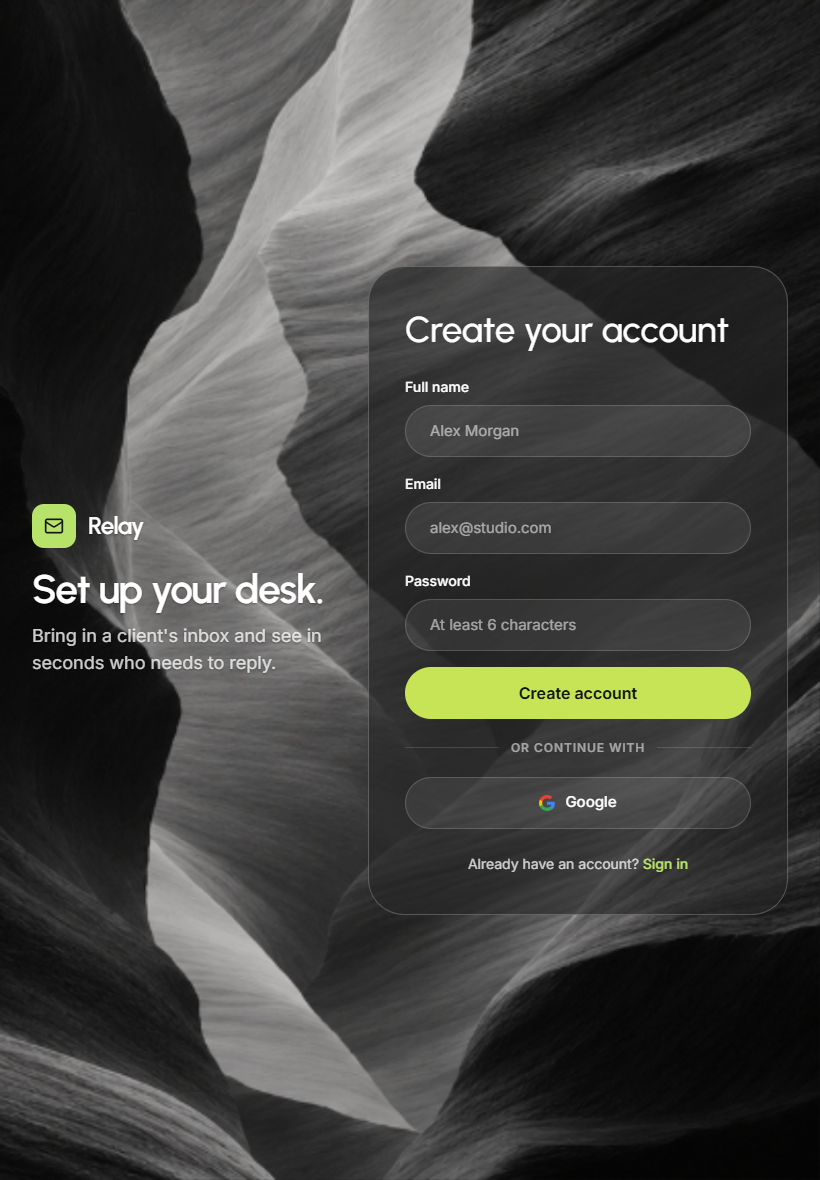 Relay
Set up your desk.
Bring in a client's inbox and see in
seconds who needs to reply.
Create your account
Full name
Alex Morgan
Email
alex@studio.com
Password
At least 6 characters
Create account
OR CONTINUE WITH
Google
Already have an account? Sign in